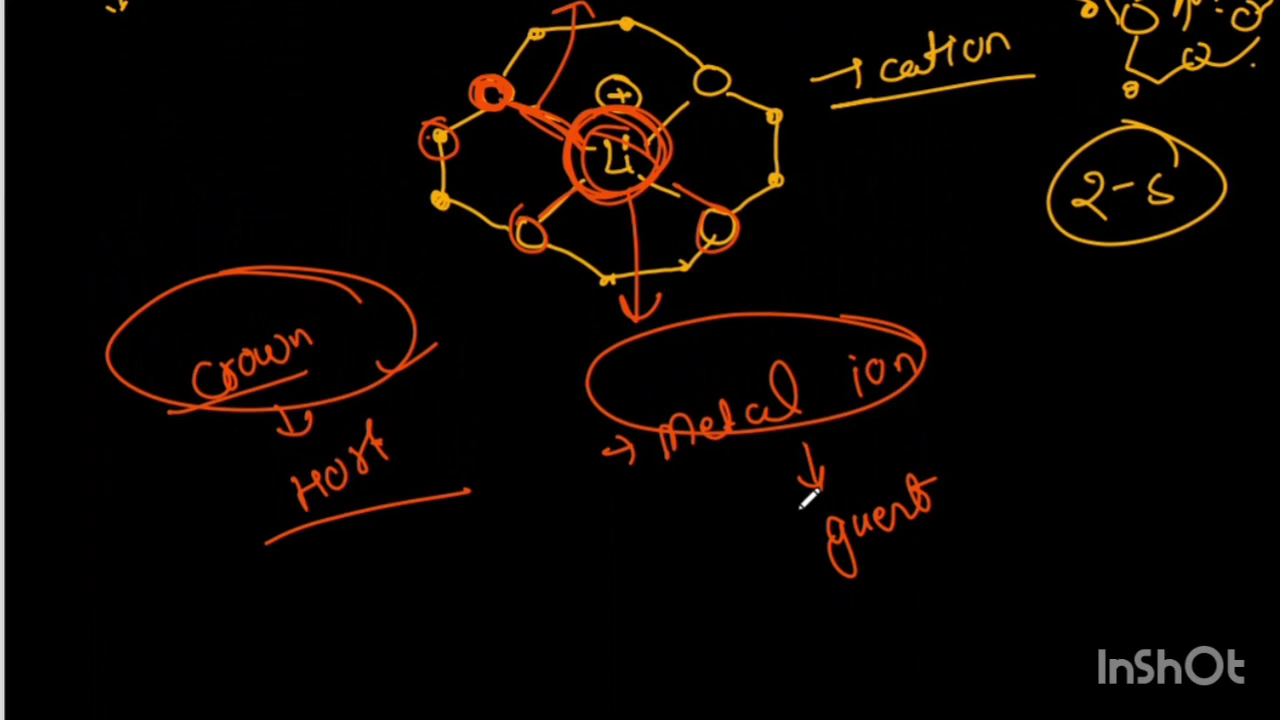 → cation
+
Li
2-5
Crown
Host
→ Metal ion
guest
InShOt